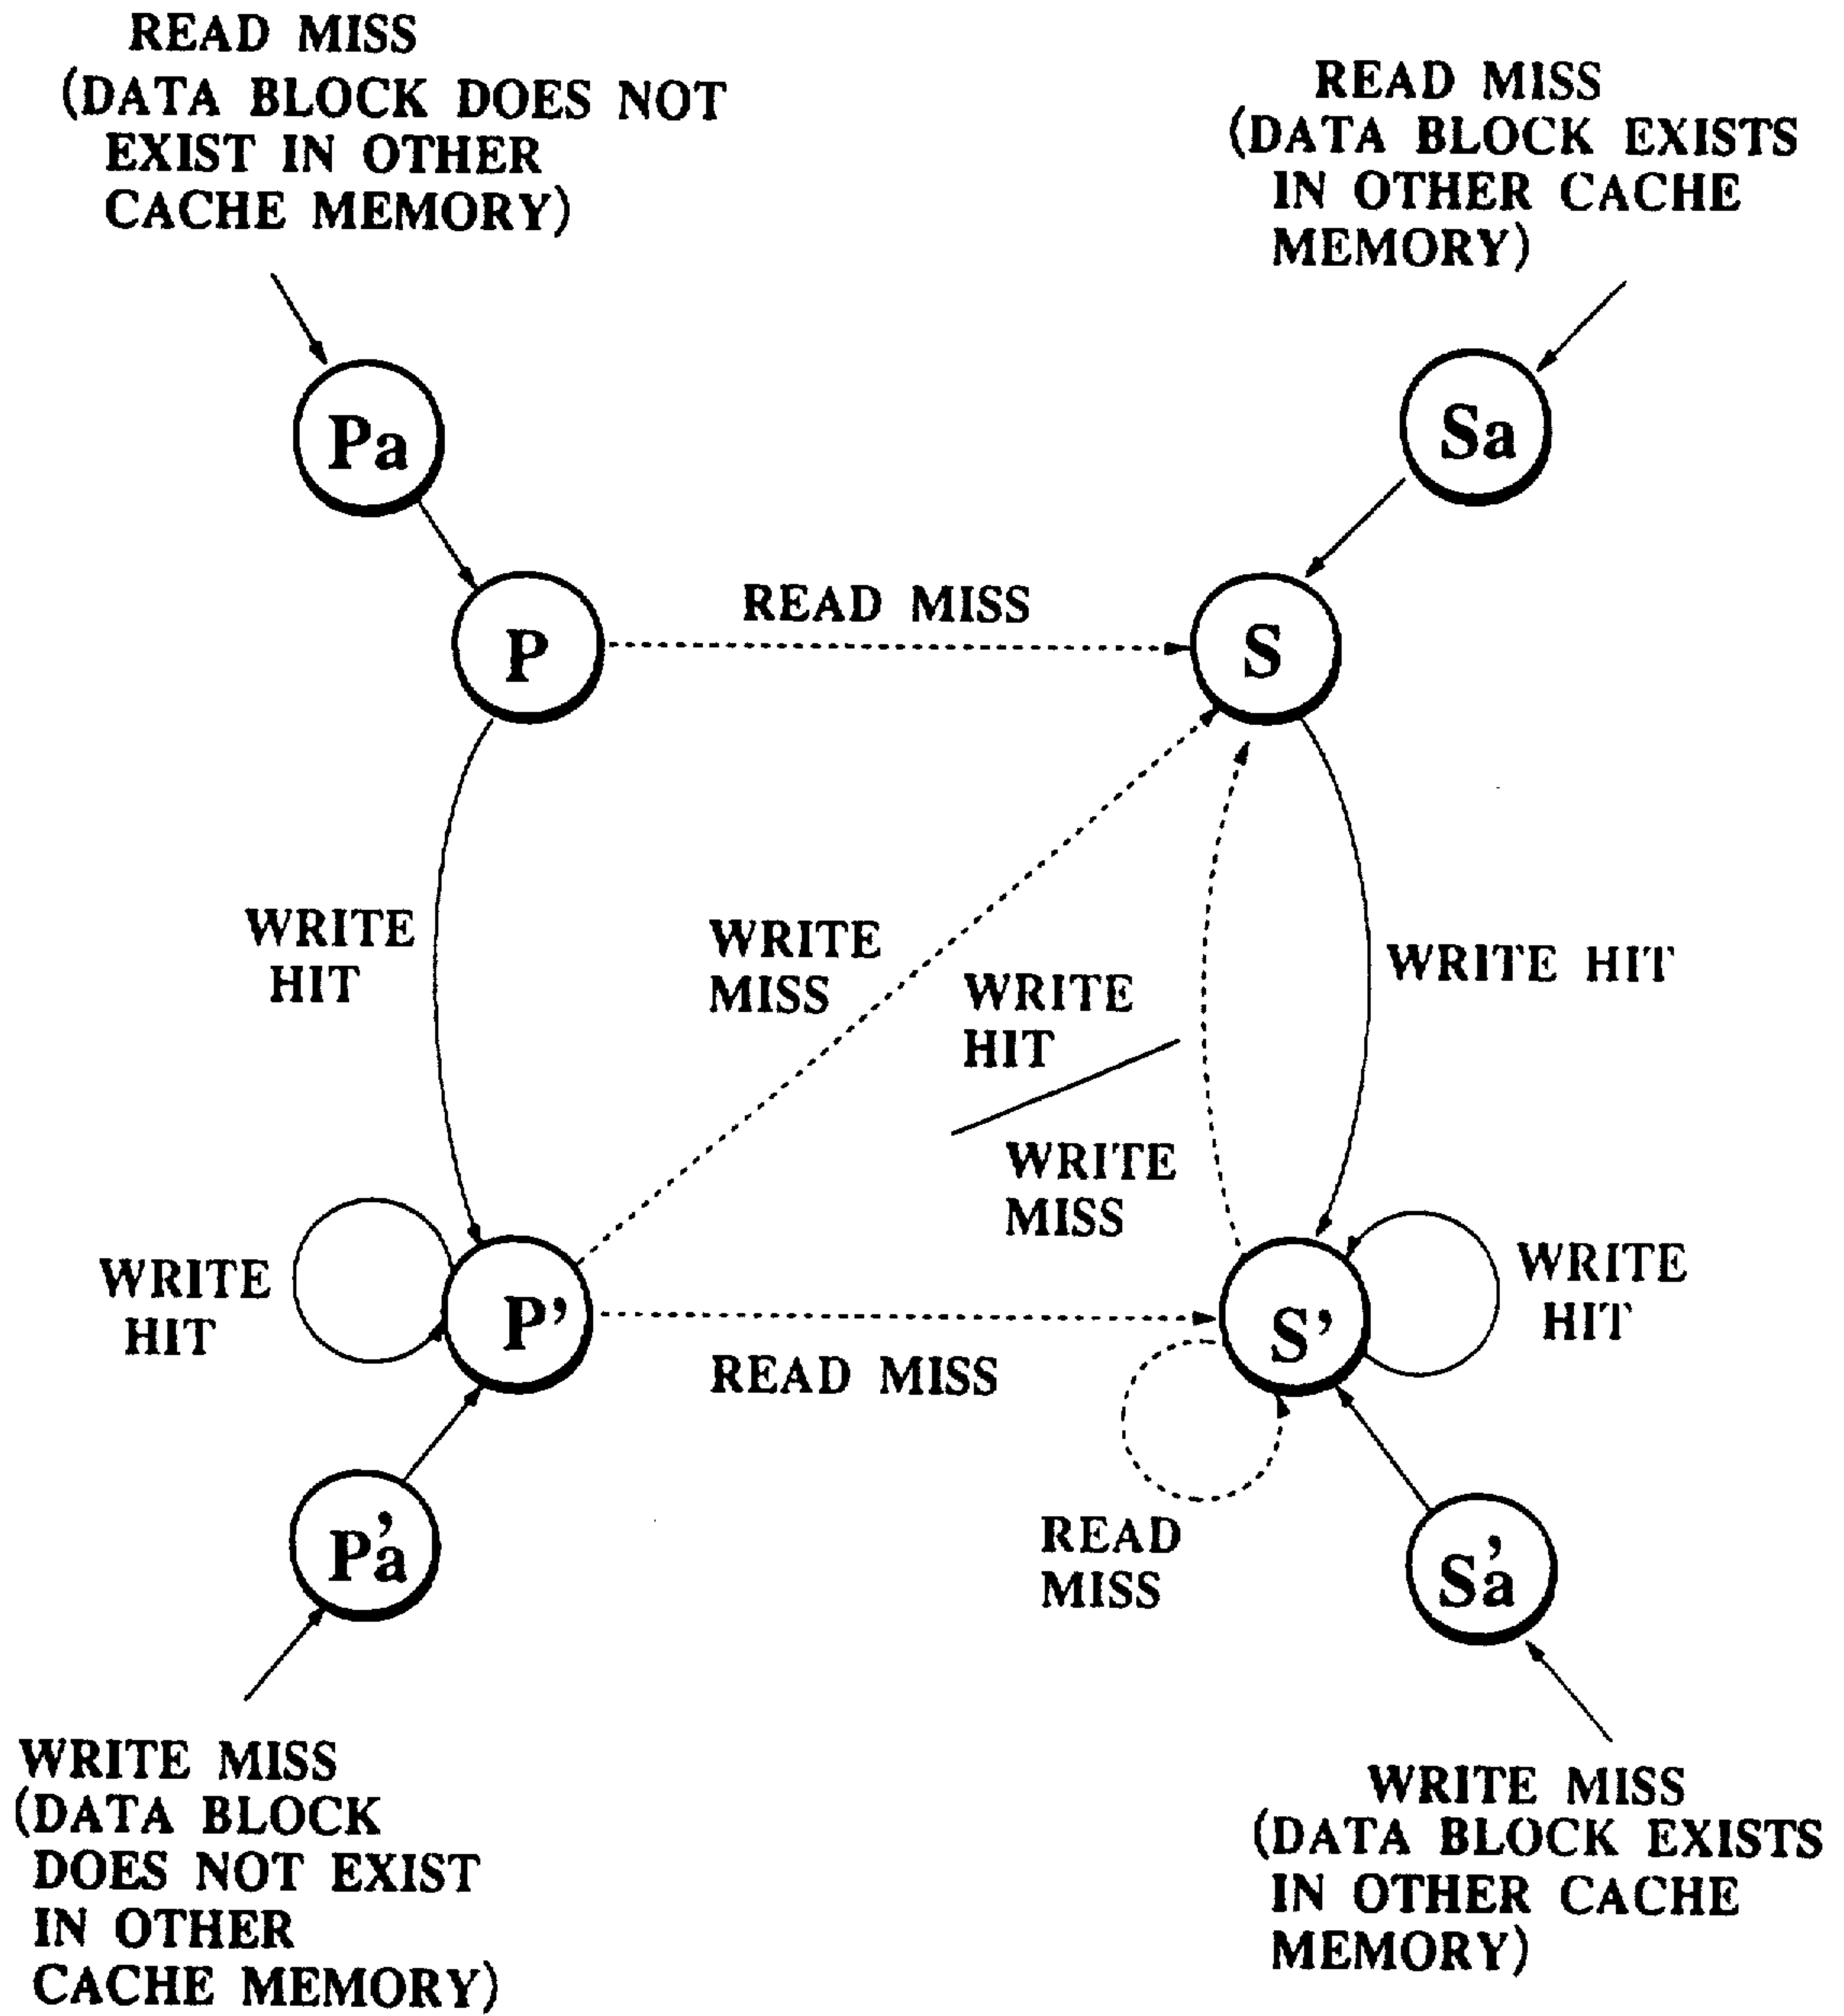 READ MISS
(DATA BLOCK DOES NOT
EXIST IN OTHER
CACHE MEMORY)
READ MISS
(DATA BLOCK EXISTS
IN OTHER CACHE
MEMORY)
Pa
Sa
READ MISS
P
S
WRITE
HIT
WRITE
MISS
WRITE
HIT
WRITE HIT
WRITE
MISS
WRITE
HIT
P'
S'
WRITE
HIT
READ MISS
P'a
READ
MISS
S'a
WRITE MISS
(DATA BLOCK
DOES NOT EXIST
IN OTHER
CACHE MEMORY)
WRITE MISS
(DATA BLOCK EXISTS
IN OTHER CACHE
MEMORY)